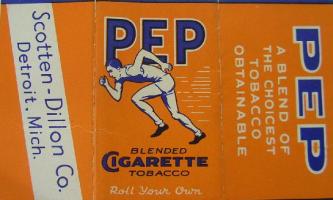 Scotten-Dillon Co.
Detroit, Mich.
PEP
BLENDED
CIGARETTE
TOBACCO
Roll Your Own
PEP
A BLEND OF
THE CHOICEST
TOBACCO
OBTAINABLE